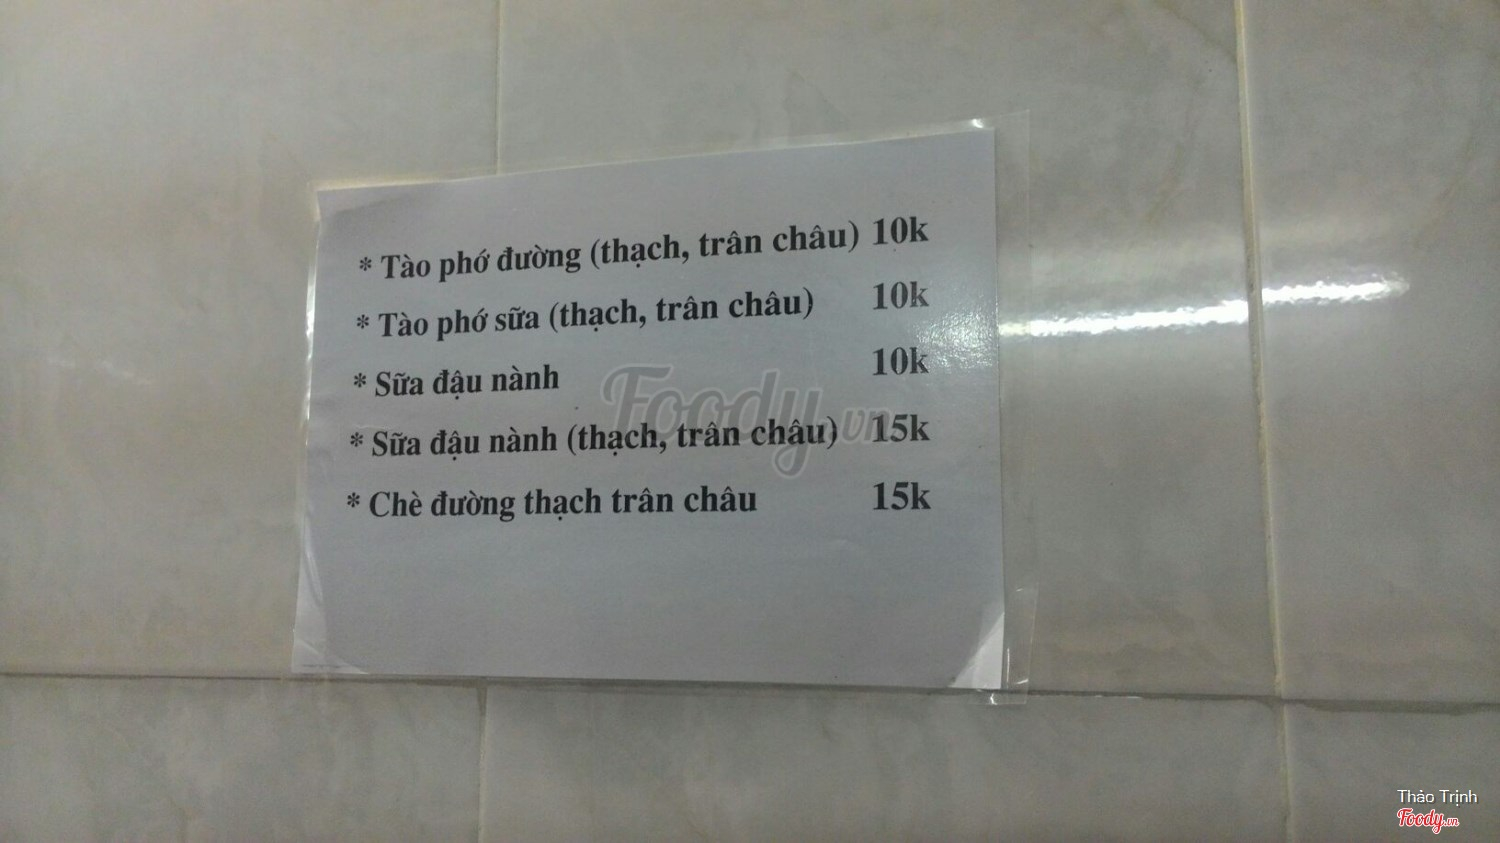 * Tào phớ đường (thạch, trân châu) 10k
* Tào phớ sữa (thạch, trân châu) 10k
* Sữa đậu nành 10k
* Sữa đậu nành (thạch, trân châu) 15k
* Chè đường thạch trân châu 15k
Foody.vn
Thảo Trịnh
Foody.vn